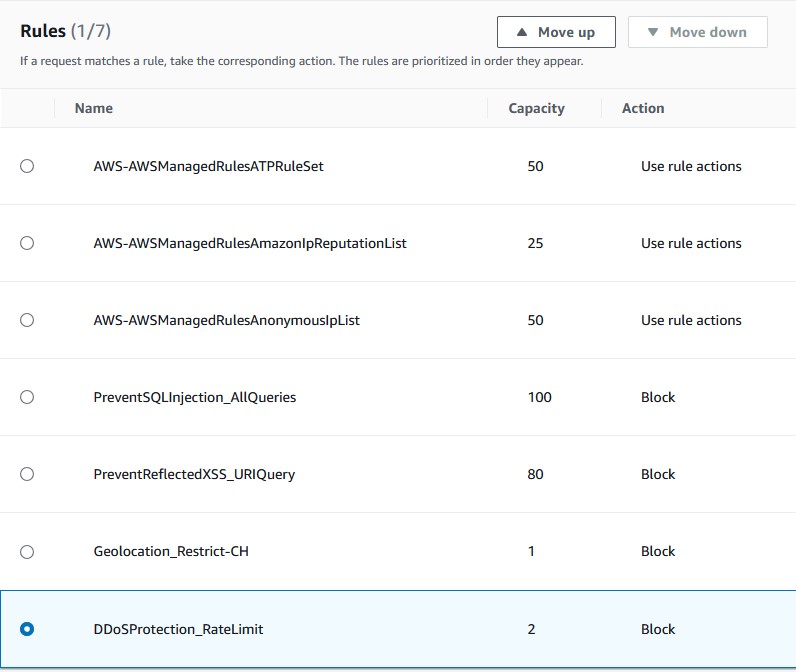 Rules (1/7)
Move up
Move down
If a request matches a rule, take the corresponding action. The rules are prioritized in order they appear.
Name Capacity Action
AWS-AWSManagedRulesATPRuleSet 50 Use rule actions
AWS-AWSManagedRulesAmazonIpReputationList 25 Use rule actions
AWS-AWSManagedRulesAnonymousIpList 50 Use rule actions
PreventSQLInjection_AllQueries 100 Block
PreventReflectedXSS_URIQuery 80 Block
Geolocation_Restrict-CH 1 Block
DDoSProtection_RateLimit 2 Block